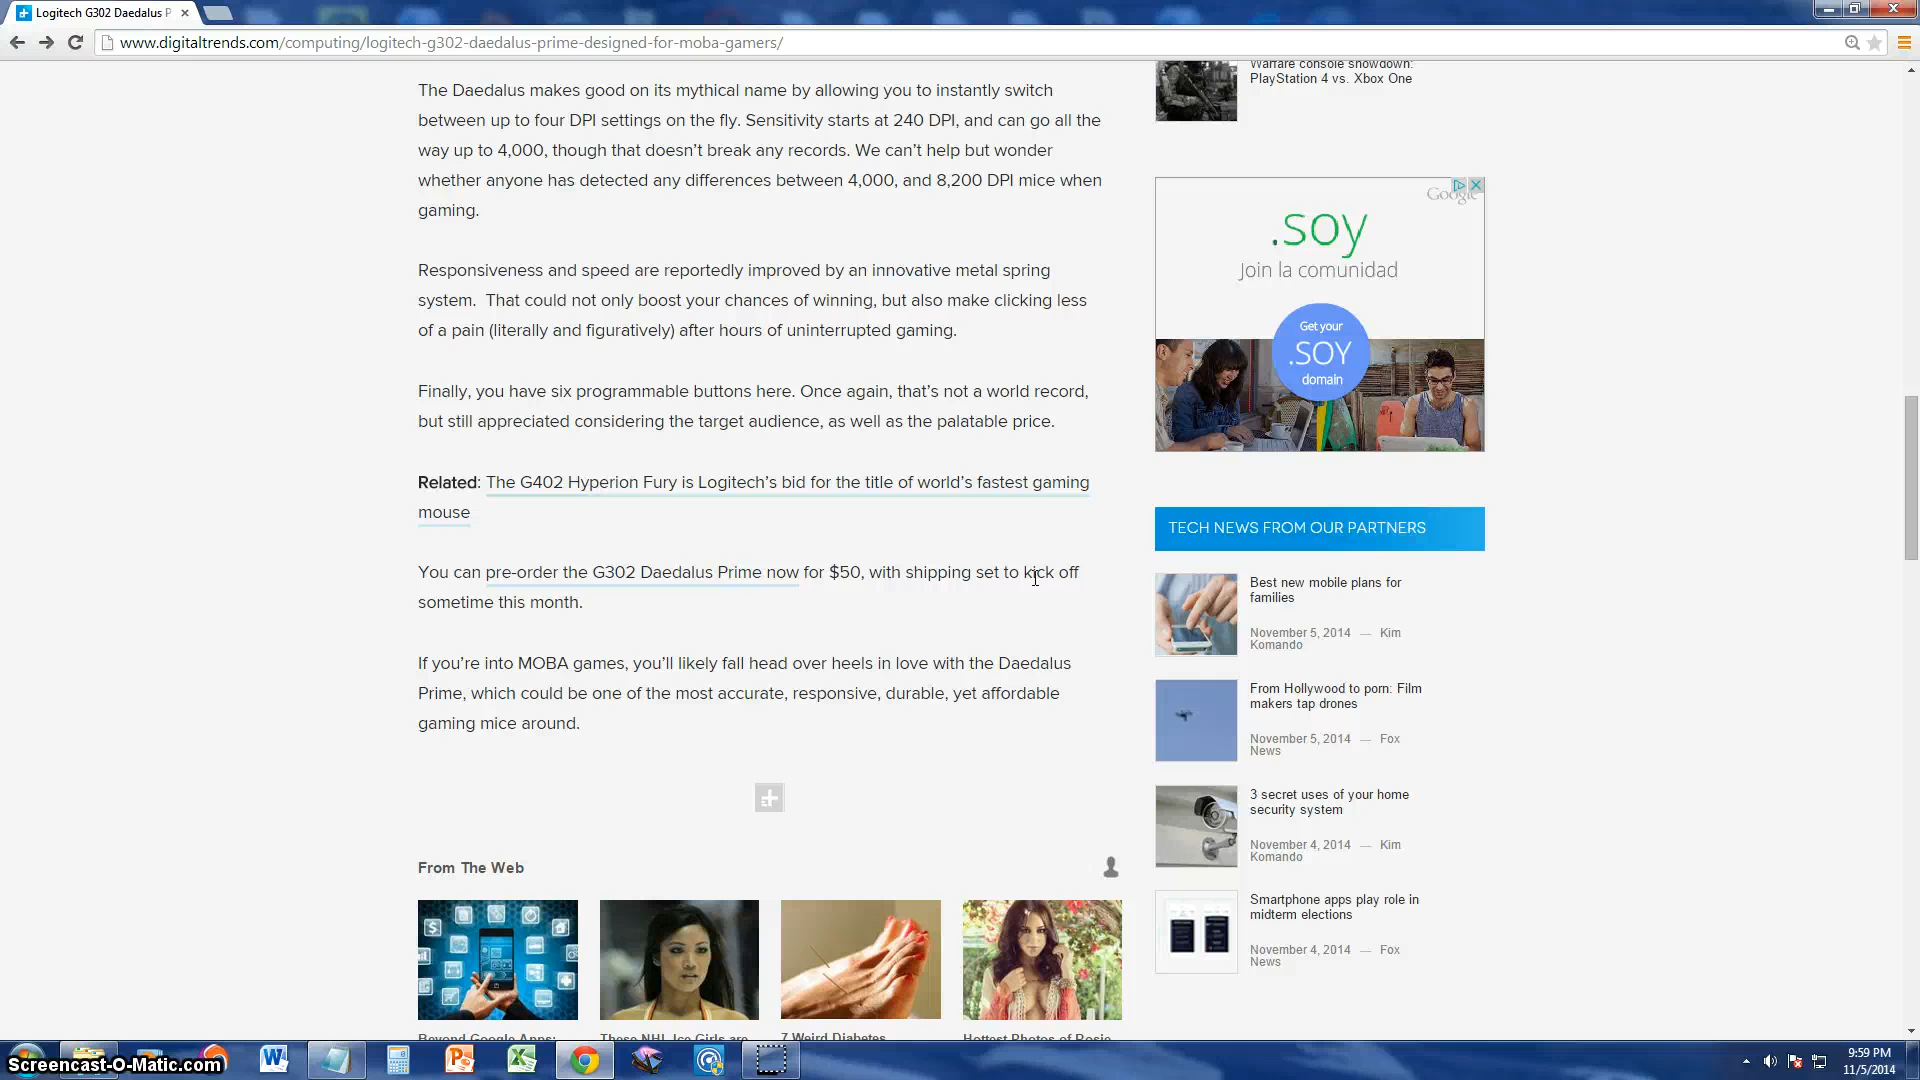 Logitech G302 Daedalus P
www.digitaltrends.com/computing/logitech-g302-daedalus-prime-designed-for-moba-gamers/
The Daedalus makes good on its mythical name by allowing you to instantly switch
between up to four DPI settings on the fly. Sensitivity starts at 240 DPI, and can go all the
way up to 4,000, though that doesn’t break any records. We can’t help but wonder
whether anyone has detected any differences between 4,000, and 8,200 DPI mice when
gaming.
Responsiveness and speed are reportedly improved by an innovative metal spring
system.  That could not only boost your chances of winning, but also make clicking less
of a pain (literally and figuratively) after hours of uninterrupted gaming.
Finally, you have six programmable buttons here. Once again, that’s not a world record,
but still appreciated considering the target audience, as well as the palatable price.
Related: The G402 Hyperion Fury is Logitech’s bid for the title of world’s fastest gaming
mouse
You can pre-order the G302 Daedalus Prime now for $50, with shipping set to kick off
sometime this month.
If you’re into MOBA games, you’ll likely fall head over heels in love with the Daedalus
Prime, which could be one of the most accurate, responsive, durable, yet affordable
gaming mice around.
From The Web
Beyond Google Apps:
These NHL Ice Girls are
7 Weird Diabetes
Hottest Photos of Rosie
Warfare console showdown:
PlayStation 4 vs. Xbox One
Google
.soy
Join la comunidad
Get your
.SOY
domain
TECH NEWS FROM OUR PARTNERS
Best new mobile plans for
families
November 5, 2014 — Kim
Komando
From Hollywood to porn: Film
makers tap drones
November 5, 2014 — Fox
News
3 secret uses of your home
security system
November 4, 2014 — Kim
Komando
Smartphone apps play role in
midterm elections
November 4, 2014 — Fox
News
Screencast-O-Matic.com
9:59 PM
11/5/2014